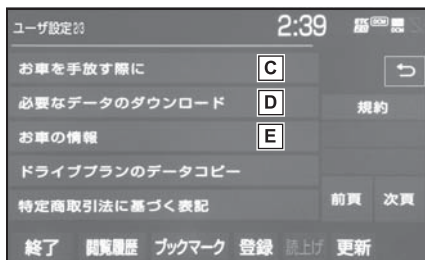 ユーザ設定2/3 2:39
お車を手放す際に C
必要なデータのダウンロード D
規約
お車の情報 E
ドライブプランのデータコピー
特定商取引法に基づく表記
前頁 次頁
終了 閲覧履歴 ブックマーク 登録 読上げ 更新